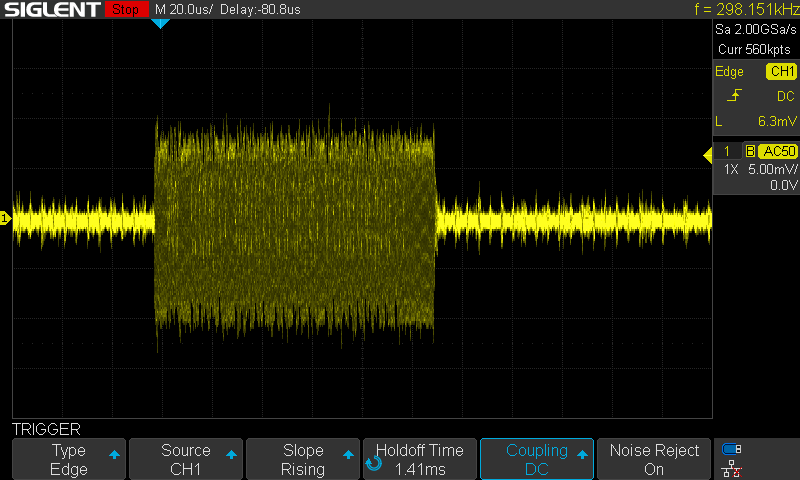 SIGLENT Stop M 20.0us/ Delay:-80.8us f = 298.151kHz
Sa 2.00GSa/s
Curr 560kpts
Edge CH1
DC
L 6.3mV
1 B AC50
1X 5.00mV/
0.0V
1
TRIGGER
Type Source Slope Holdoff Time Coupling Noise Reject
Edge CH1 Rising 1.41ms DC On